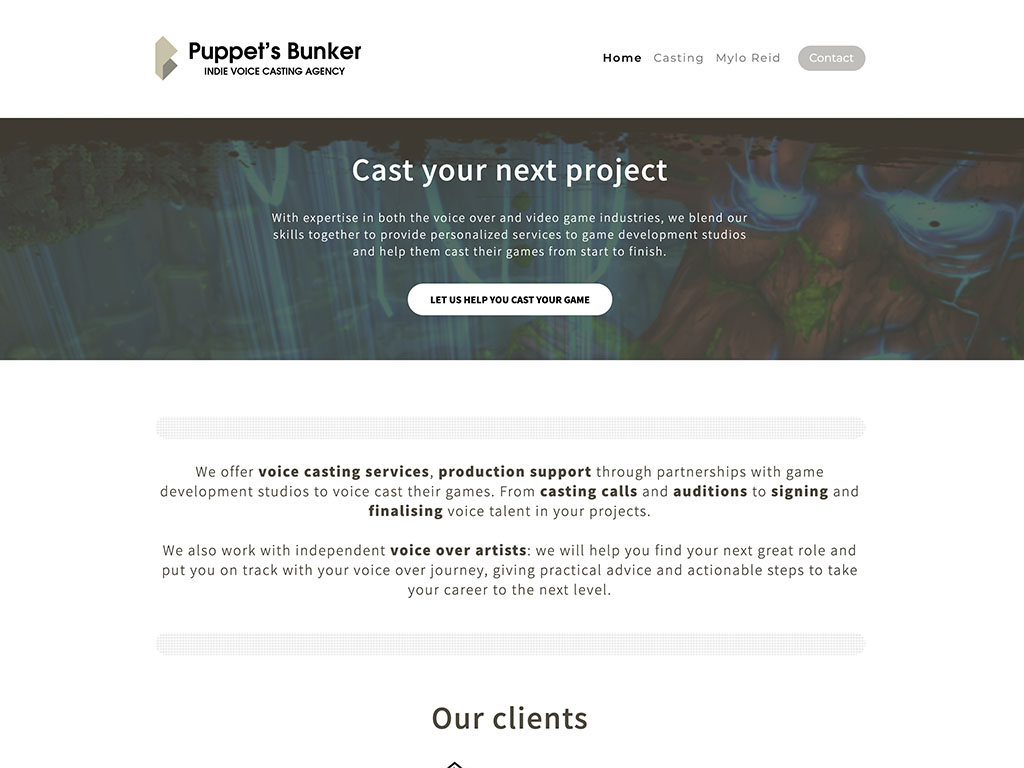 Puppet's Bunker
INDIE VOICE CASTING AGENCY
Home Casting Mylo Reid Contact
Cast your next project
With expertise in both the voice over and video game industries, we blend our
skills together to provide personalized services to game development studios
and help them cast their games from start to finish.
LET US HELP YOU CAST YOUR GAME
We offer voice casting services, production support through partnerships with game
development studios to voice cast their games. From casting calls and auditions to signing and
finalising voice talent in your projects.
We also work with independent voice over artists: we will help you find your next great role and
put you on track with your voice over journey, giving practical advice and actionable steps to take
your career to the next level.
Our clients